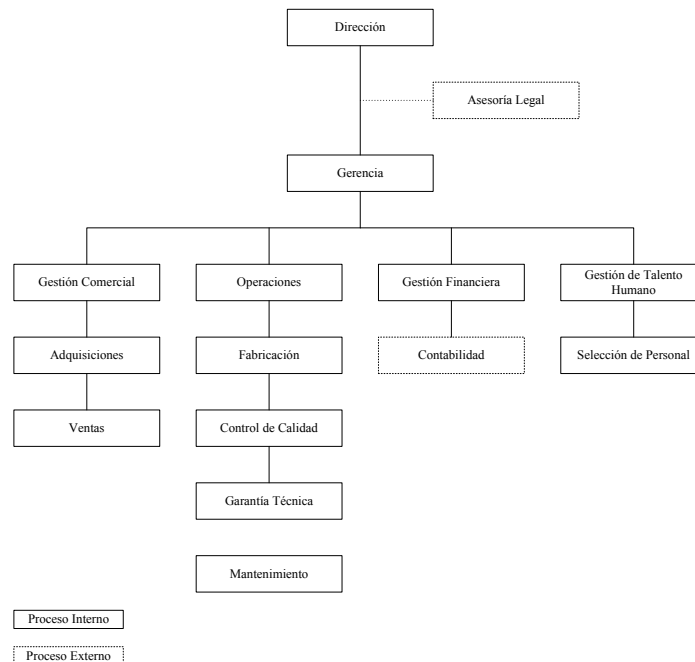 Dirección
Asesoría Legal
Gerencia
Gestión Comercial
Operaciones
Gestión Financiera
Gestión de Talento
Humano
Adquisiciones
Fabricación
Contabilidad
Selección de Personal
Ventas
Control de Calidad
Garantía Técnica
Mantenimiento
Proceso Interno
Proceso Externo